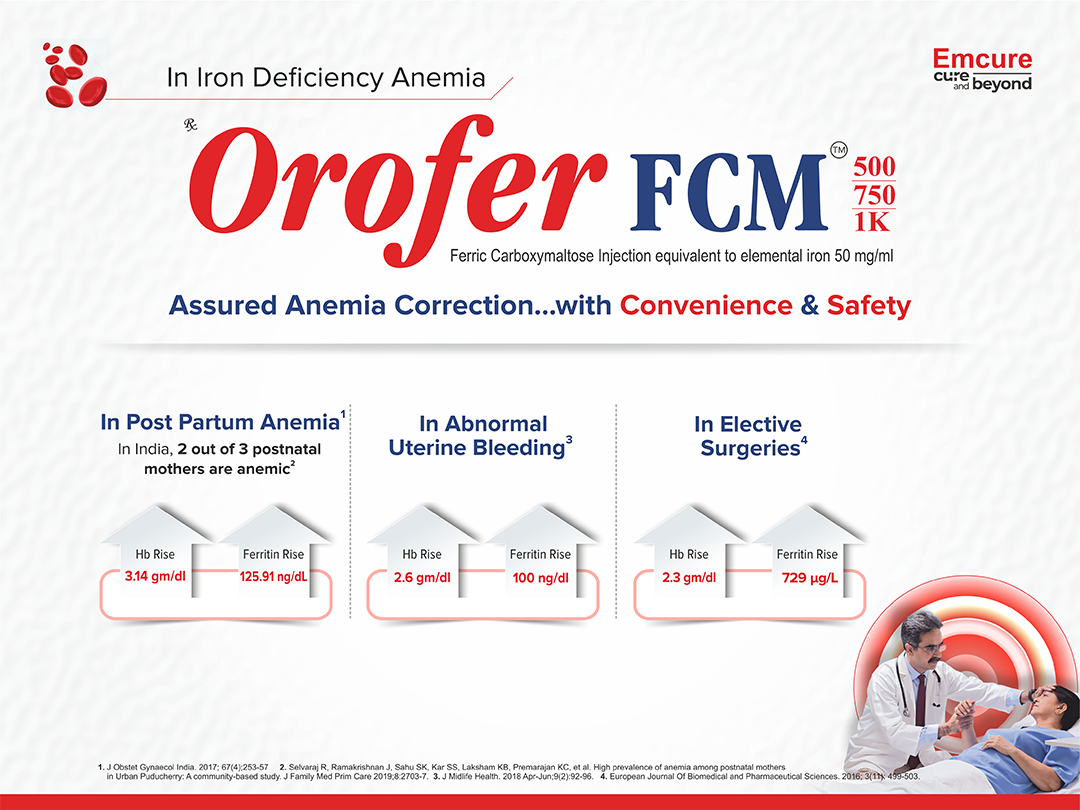 In Iron Deficiency Anemia
Emcure
cure
and beyond
℞
Orofer FCM™
500
750
1K
Ferric Carboxymaltose Injection equivalent to elemental iron 50 mg/ml
Assured Anemia Correction...with Convenience & Safety
In Post Partum Anemia¹
In India, 2 out of 3 postnatal
mothers are anemic²
Hb Rise
3.14 gm/dl
Ferritin Rise
125.91 ng/dL
In Abnormal
Uterine Bleeding³
Hb Rise
2.6 gm/dl
Ferritin Rise
100 ng/dl
In Elective
Surgeries⁴
Hb Rise
2.3 gm/dl
Ferritin Rise
729 µg/L
1. J Obstet Gynaecol India. 2017; 67(4);253-57 2. Selvaraj R, Ramakrishnan J, Sahu SK, Kar SS, Laksham KB, Premarajan KC, et al. High prevalence of anemia among postnatal mothers
in Urban Puducherry: A community-based study. J Family Med Prim Care 2019;8:2703-7. 3. J Midlife Health. 2018 Apr-Jun;9(2):92-96. 4. European Journal Of Biomedical and Pharmaceutical Sciences. 2016; 3(11): 499-503.